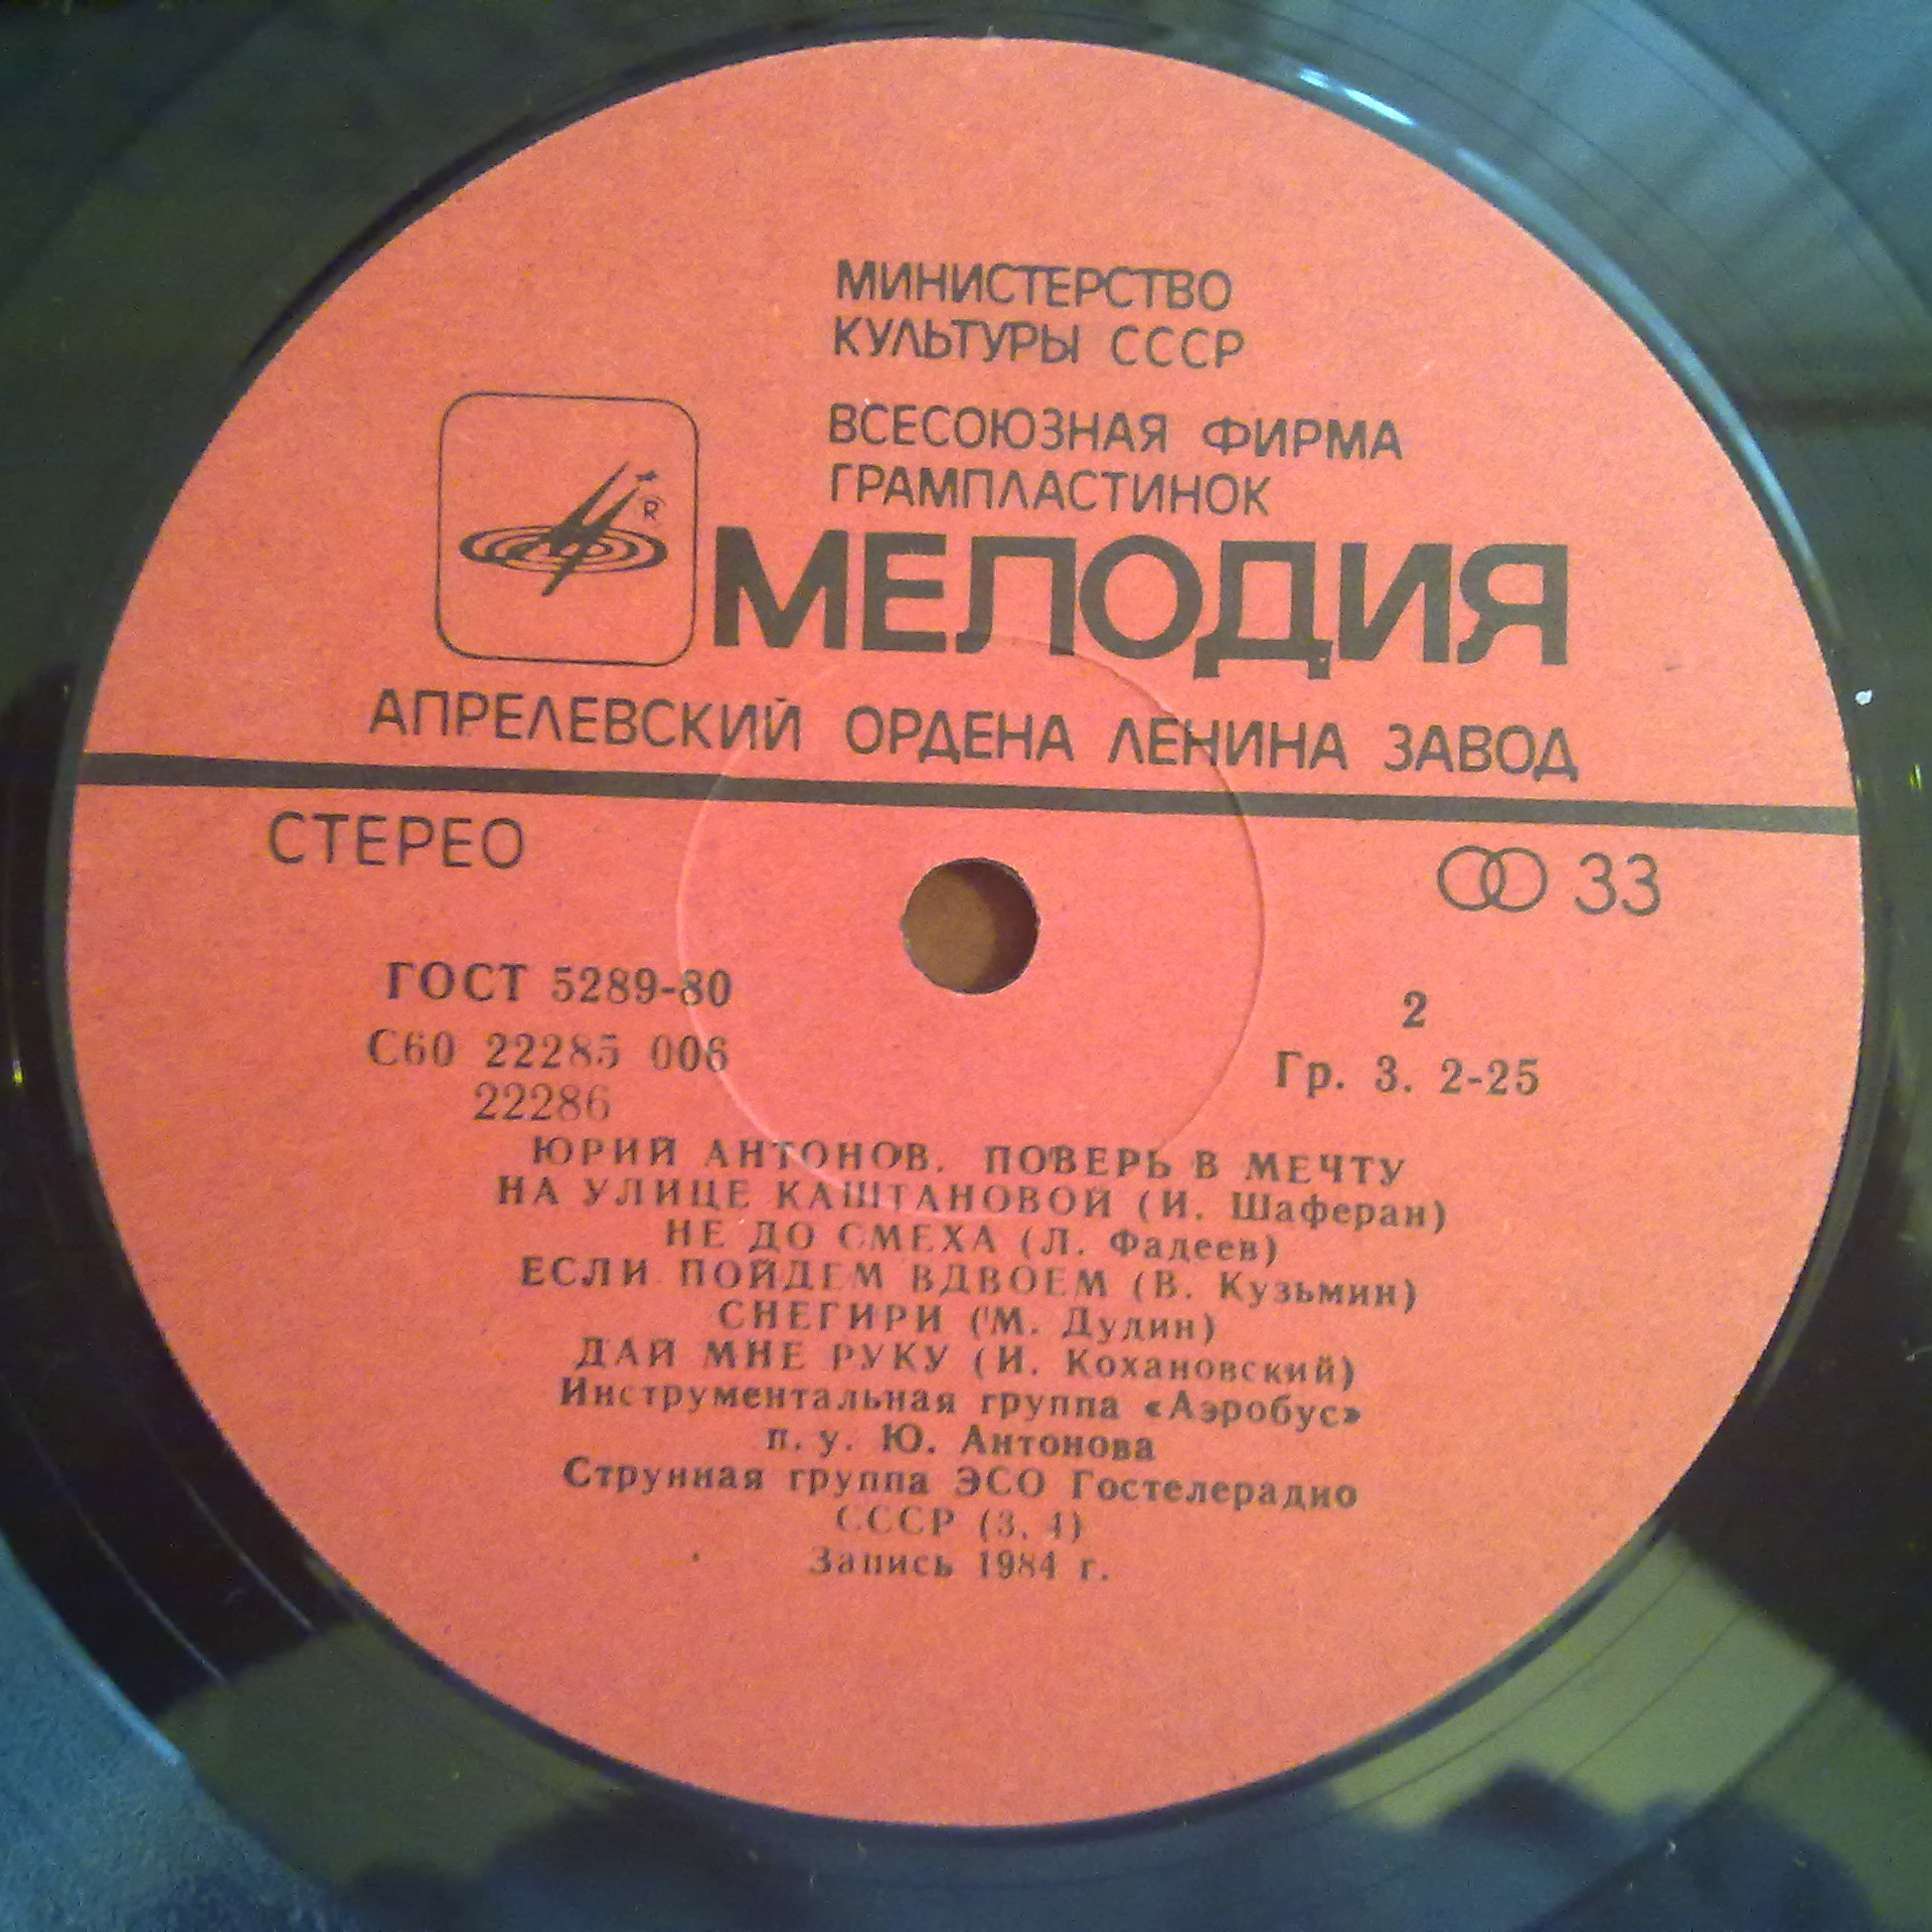 МИНИСТЕРСТВО
КУЛЬТУРЫ СССР
ВСЕСОЮЗНАЯ ФИРМА
ГРАМПЛАСТИНОК
R
МЕЛОДИЯ
АПРЕЛЕВСКИЙ ОРДЕНА ЛЕНИНА ЗАВОД
СТЕРЕО
33
ГОСТ 5289-80
2
С60 22285 006
Гр. 3. 2-25
22286
ЮРИЙ АНТОНОВ. ПОВЕРЬ В МЕЧТУ
НА УЛИЦЕ КАШТАНОВОЙ (И. Шаферан)
НЕ ДО СМЕХА (Л. Фадеев)
ЕСЛИ ПОЙДЕМ ВДВОЕМ (В. Кузьмин)
СНЕГИРИ (М. Дудин)
ДАЙ МНЕ РУКУ (И. Кохановский)
Инструментальная группа «Аэробус»
п. у. Ю. Антонова
Струнная группа ЭСО Гостелерадио
СССР (3, 4)
Запись 1984 г.